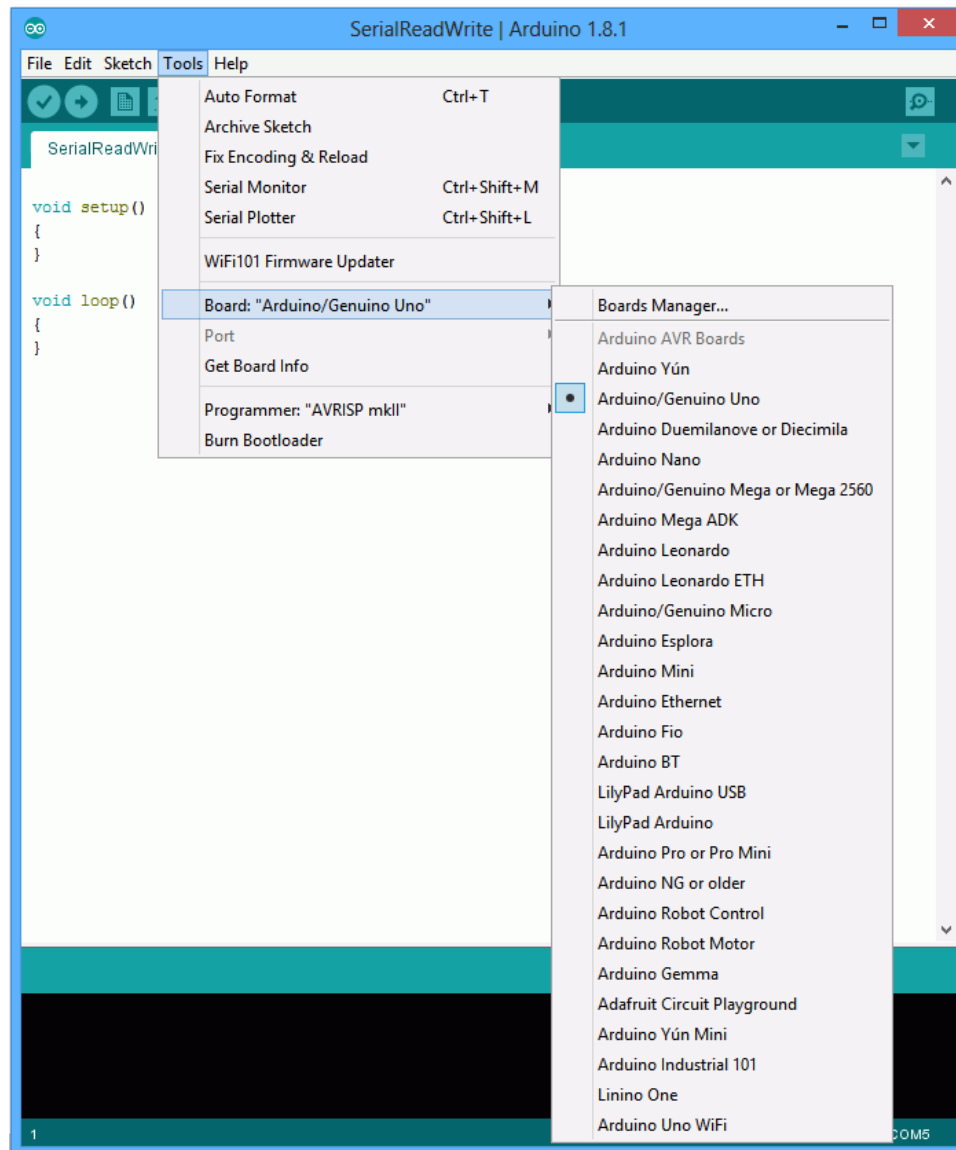 SerialReadWrite | Arduino 1.8.1
File Edit Sketch Tools Help
SerialReadWri
void setup()
{
}
void loop()
{
}
Auto Format Ctrl+T
Archive Sketch
Fix Encoding & Reload
Serial Monitor Ctrl+Shift+M
Serial Plotter Ctrl+Shift+L
WiFi101 Firmware Updater
Board: "Arduino/Genuino Uno"
Port
Get Board Info
Programmer: "AVRISP mkII"
Burn Bootloader
Boards Manager...
Arduino AVR Boards
Arduino Yún
Arduino/Genuino Uno
Arduino Duemilanove or Diecimila
Arduino Nano
Arduino/Genuino Mega or Mega 2560
Arduino Mega ADK
Arduino Leonardo
Arduino Leonardo ETH
Arduino/Genuino Micro
Arduino Esplora
Arduino Mini
Arduino Ethernet
Arduino Fio
Arduino BT
LilyPad Arduino USB
LilyPad Arduino
Arduino Pro or Pro Mini
Arduino NG or older
Arduino Robot Control
Arduino Robot Motor
Arduino Gemma
Adafruit Circuit Playground
Arduino Yún Mini
Arduino Industrial 101
Linino One
Arduino Uno WiFi
1 COM5